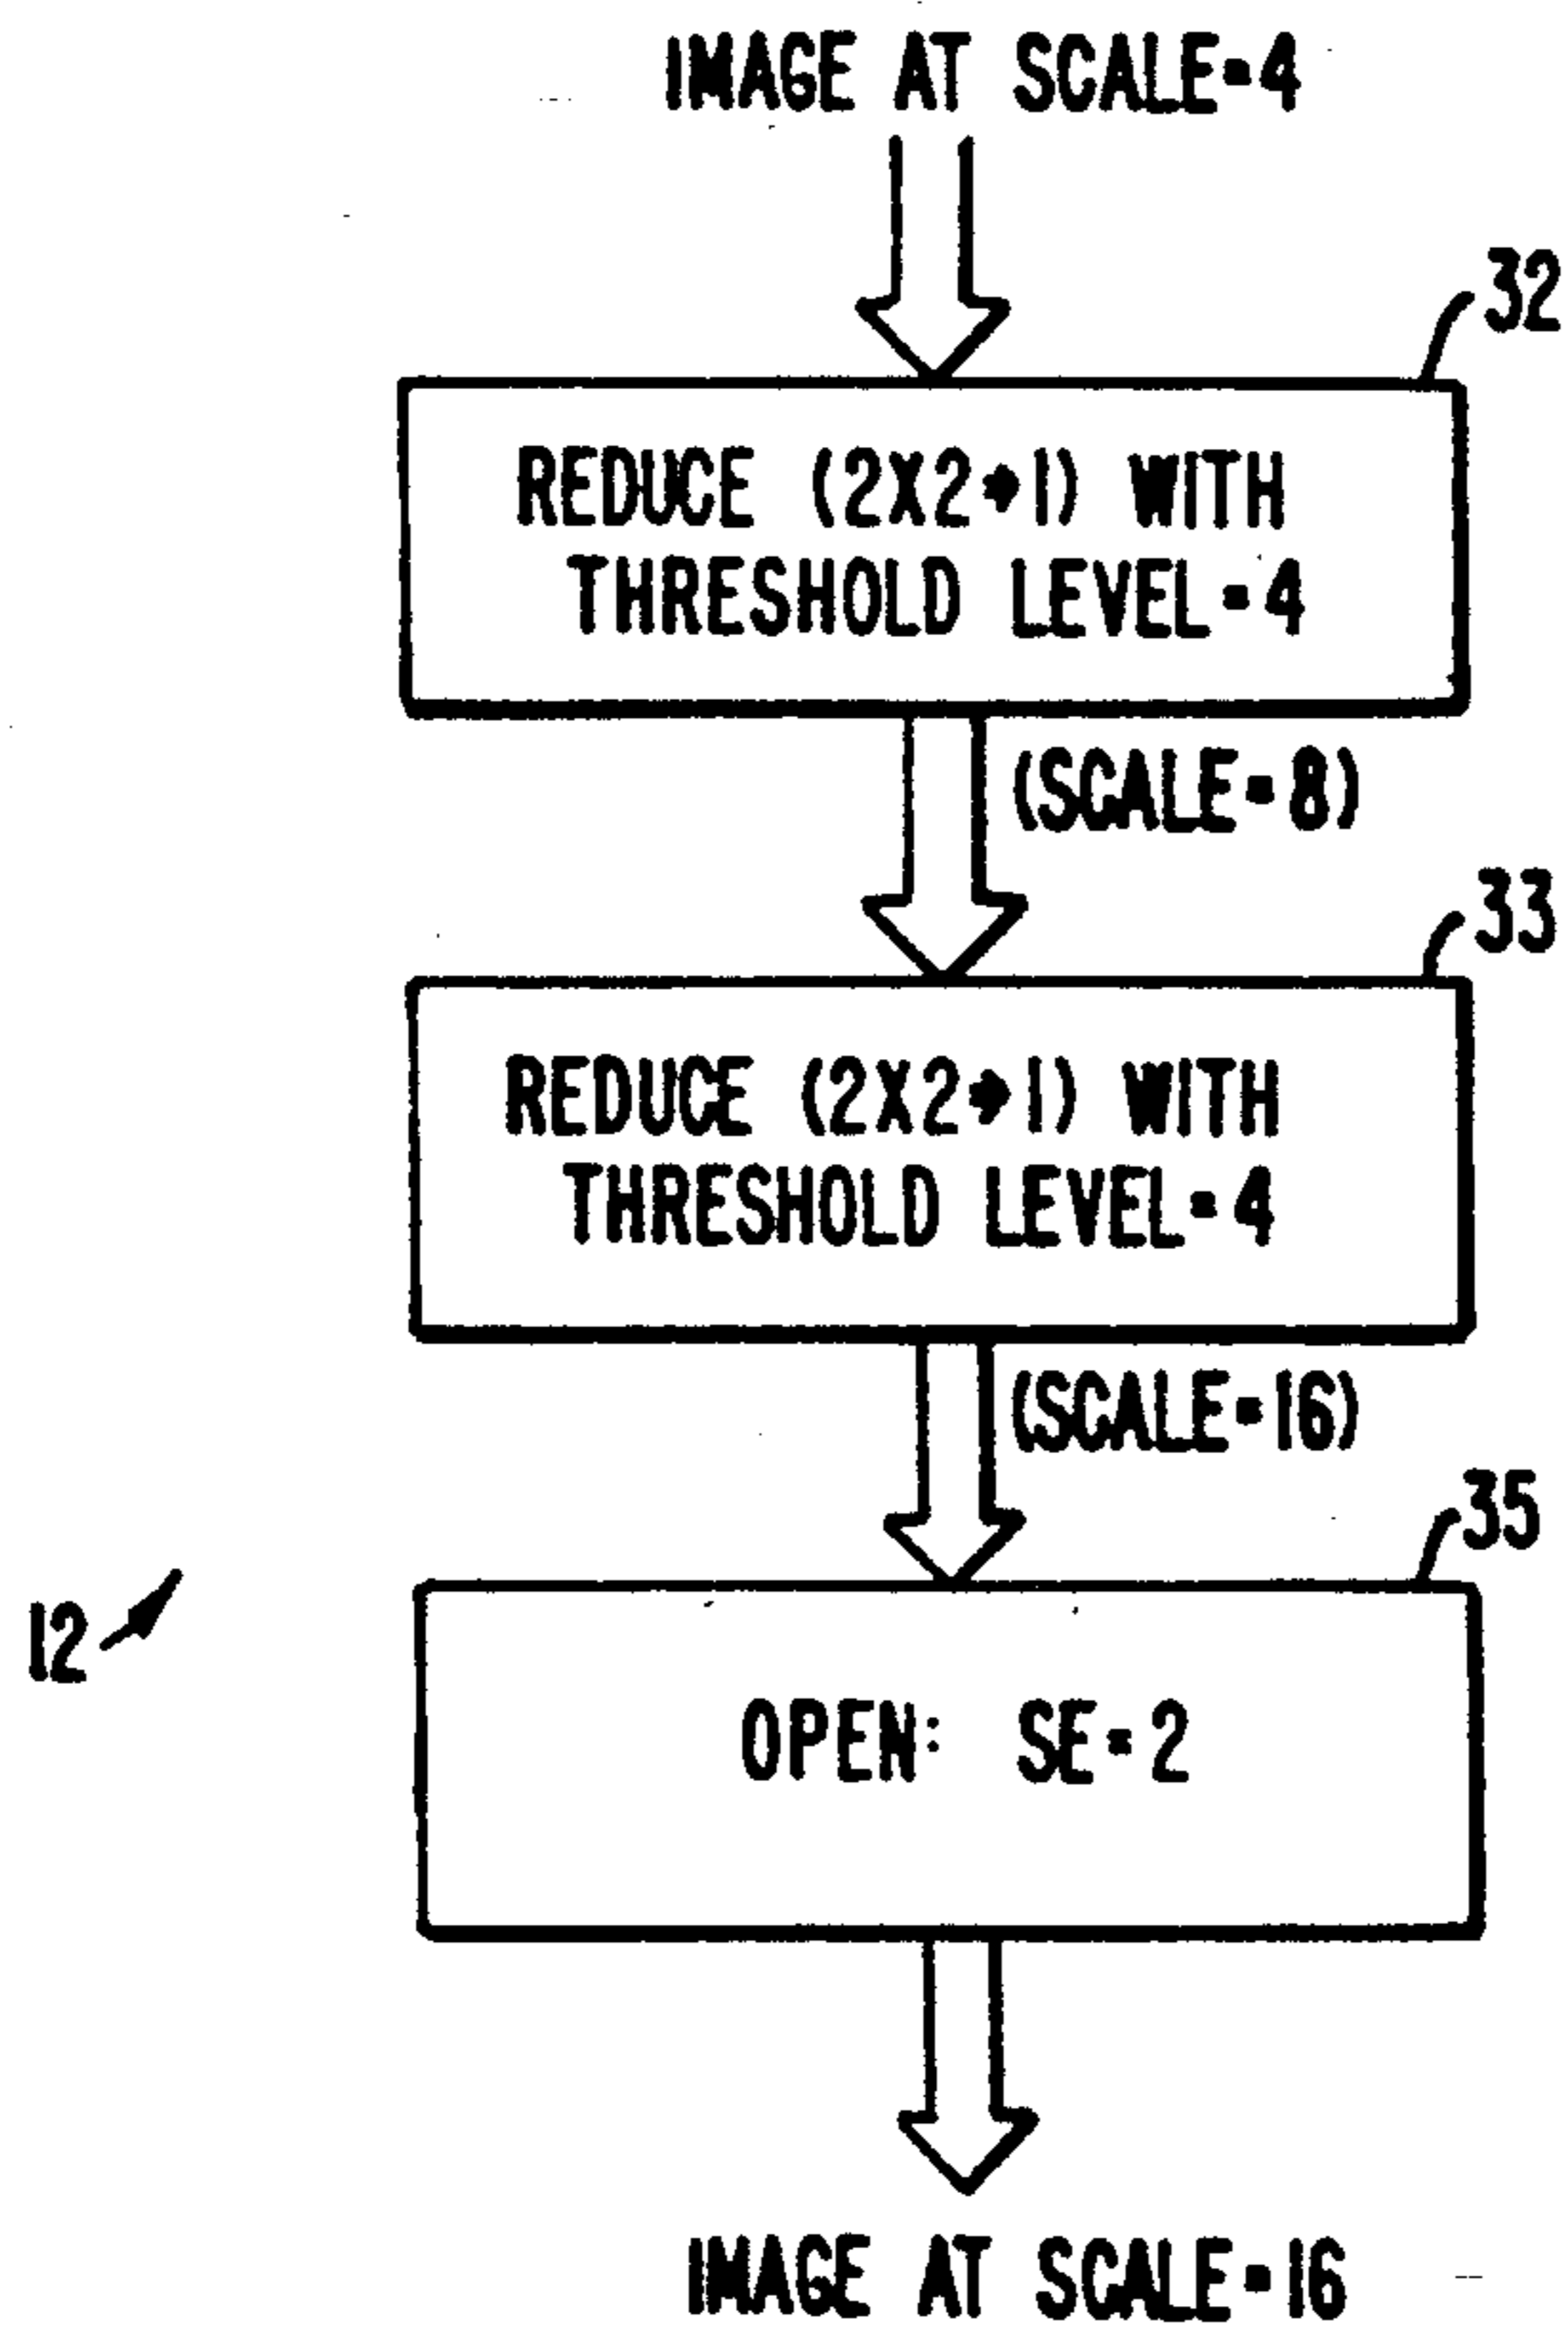 IMAGE AT SCALE=4
32
REDUCE (2X2→1) WITH
THRESHOLD LEVEL=4
(SCALE=8)
33
REDUCE (2X2→1) WITH
THRESHOLD LEVEL=4
(SCALE=16)
35
12
OPEN: SE=2
IMAGE AT SCALE=16